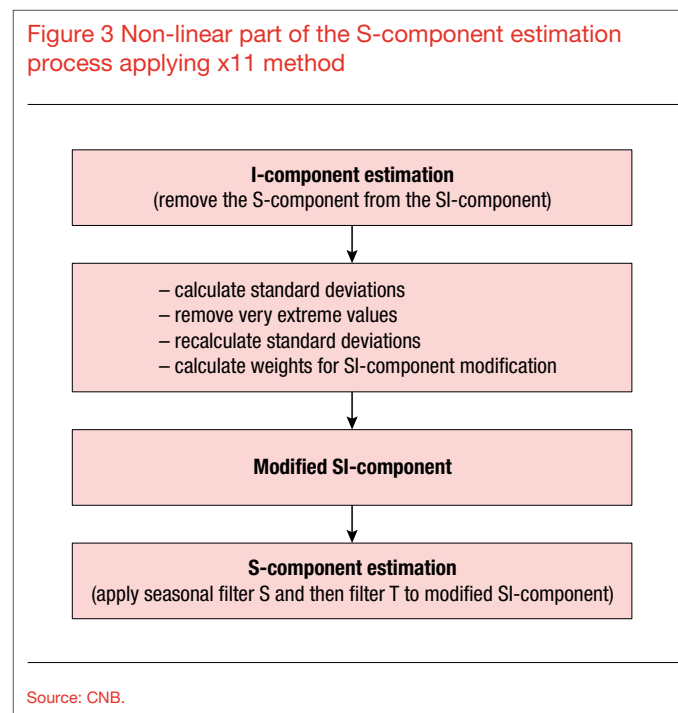 Figure 3 Non-linear part of the S-component estimation
process applying x11 method
I-component estimation
(remove the S-component from the SI-component)
– calculate standard deviations
– remove very extreme values
– recalculate standard deviations
– calculate weights for SI-component modification
Modified SI-component
S-component estimation
(apply seasonal filter S and then filter T to modified SI-component)
Source: CNB.